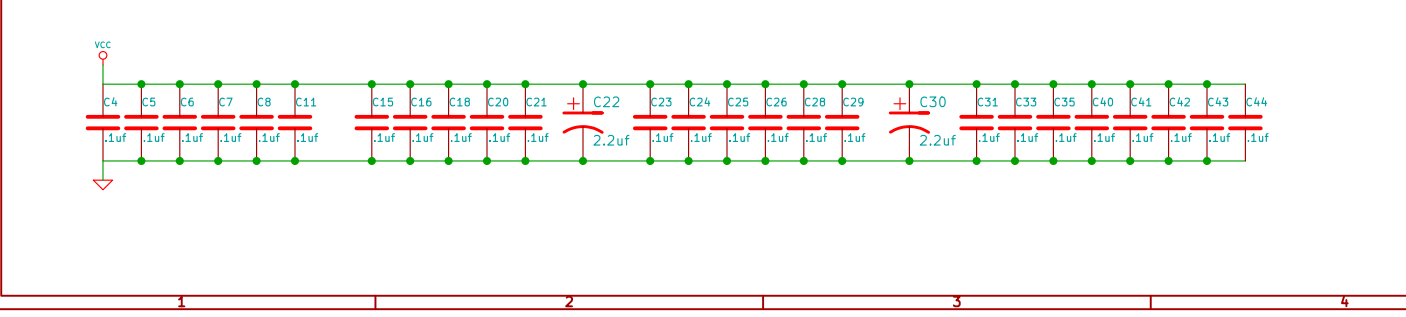 VCC
C4 C5 C6 C7 C8 C11 C15 C16 C18 C20 C21 + C22 C23 C24 C25 C26 C28 C29 + C30 C31 C33 C35 C40 C41 C42 C43 C44
.1uf .1uf .1uf .1uf .1uf .1uf .1uf .1uf .1uf .1uf .1uf 2.2uf .1uf .1uf .1uf .1uf .1uf .1uf 2.2uf .1uf .1uf .1uf .1uf .1uf .1uf .1uf .1uf
1 2 3 4